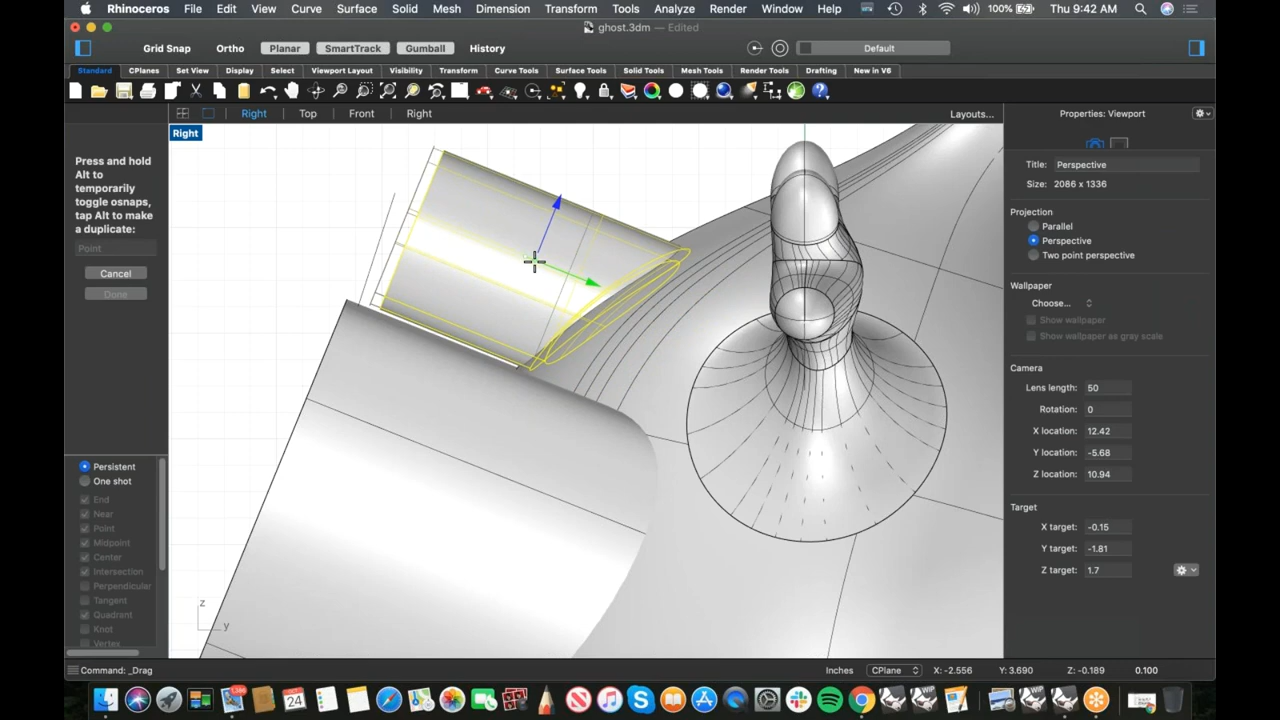 Rhinoceros File Edit View Curve Surface Solids Mesh Dimension Transform Tools Analyze Render Window Help 100% Thu 9:42 AM
ghost.3dm — Edited
Grid Snap Ortho Planar SmartTrack Gumball History Default
Standard CPlanes Set View Display Select Viewport Layout Visibility Transform Curve Tools Surface Tools Solid Tools Mesh Tools Render Tools Drafting New in V6
Right Top Front Right Layouts... Properties: Viewport
Right
Press and hold
Alt to
temporarily
toggle osnaps,
tap Alt to make
a duplicate:
Point
Cancel
Done
Persistent
One shot
End
Near
Point
Midpoint
Center
Intersection
Perpendicular
Tangent
Quadrant
Knot
Vertex
z
y
Title: Perspective
Size: 2086 x 1336
Projection
Parallel
Perspective
Two point perspective
Wallpaper
Choose...
Show wallpaper
Show wallpaper as gray scale
Camera
Lens length: 50
Rotation: 0
X location: 12.42
Y location: -5.68
Z location: 10.94
Target
X target: -0.15
Y target: -1.81
Z target: 1.7
Command: _Drag Inches CPlane X: -2.556 Y: 3.690 Z: -0.189 0.100
24